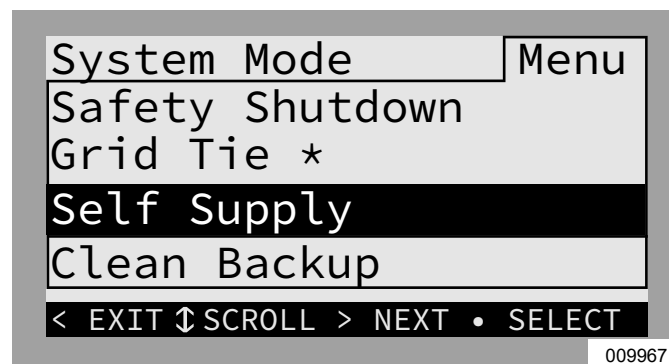 System Mode Menu
Safety Shutdown
Grid Tie *
Self Supply
Clean Backup
< EXIT ↕ SCROLL > NEXT • SELECT
009967